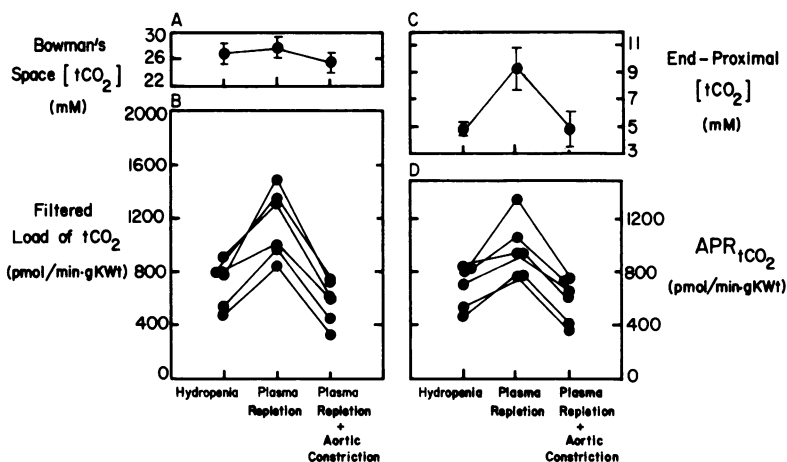 A
Bowman's
Space [tCO2]
(mM)
30
26
22
B
Filtered
Load of tCO2
(pmol/min·gKWt)
2000
1600
1200
800
400
0
Hydropenia
Plasma
Repletion
Plasma
Repletion
+
Aortic
Constriction
C
11
9
7
5
3
End-Proximal
[tCO2]
(mM)
D
1200
800
400
0
APRtCO2
(pmol/min·gKWt)
Hydropenia
Plasma
Repletion
Plasma
Repletion
+
Aortic
Constriction